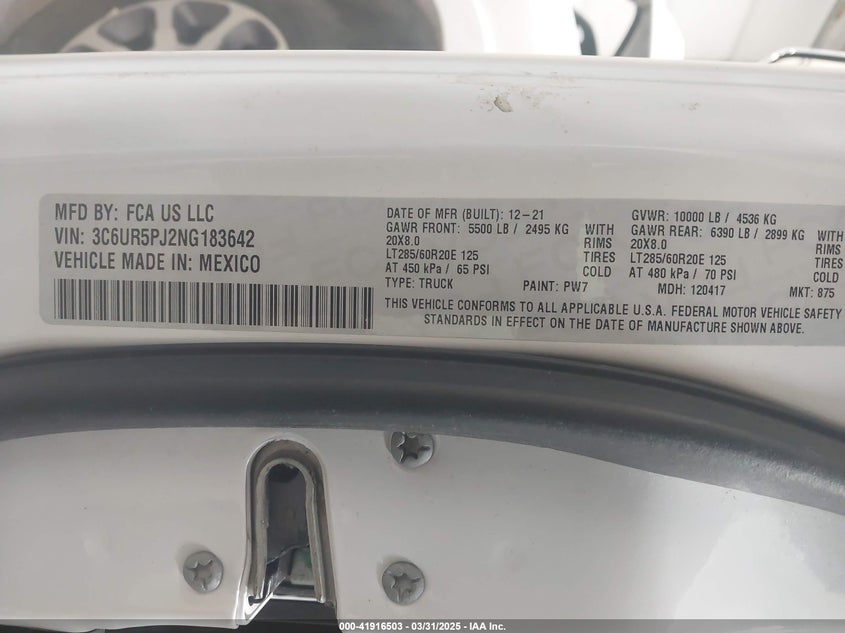 MFD BY: FCA US LLC
VIN: 3C6UR5PJ2NG183642
VEHICLE MADE IN: MEXICO
DATE OF MFR (BUILT): 12-21
GAWR FRONT: 5500 LB / 2495 KG WITH
20X8.0 RIMS
LT285/60R20E 125 TIRES
AT 450 kPa / 65 PSI COLD
TYPE: TRUCK PAINT: PW7
GVWR: 10000 LB / 4536 KG
GAWR REAR: 6390 LB / 2899 KG WITH
20X8.0 RIMS
LT285/60R20E 125 TIRES
AT 480 kPa / 70 PSI COLD
MDH: 120417 MKT: 875
THIS VEHICLE CONFORMS TO ALL APPLICABLE U.S.A. FEDERAL MOTOR VEHICLE SAFETY
STANDARDS IN EFFECT ON THE DATE OF MANUFACTURE SHOWN ABOVE.
000-41916503 - 03/31/2025 - IAA Inc.